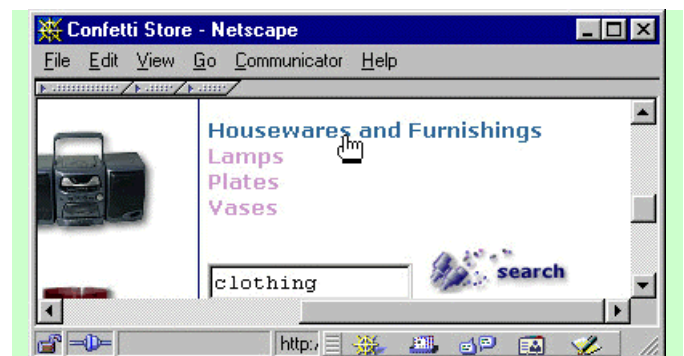 Confetti Store - Netscape
File Edit View Go Communicator Help
Housewares and Furnishings
Lamps
Plates
Vases
clothing
search
http:/